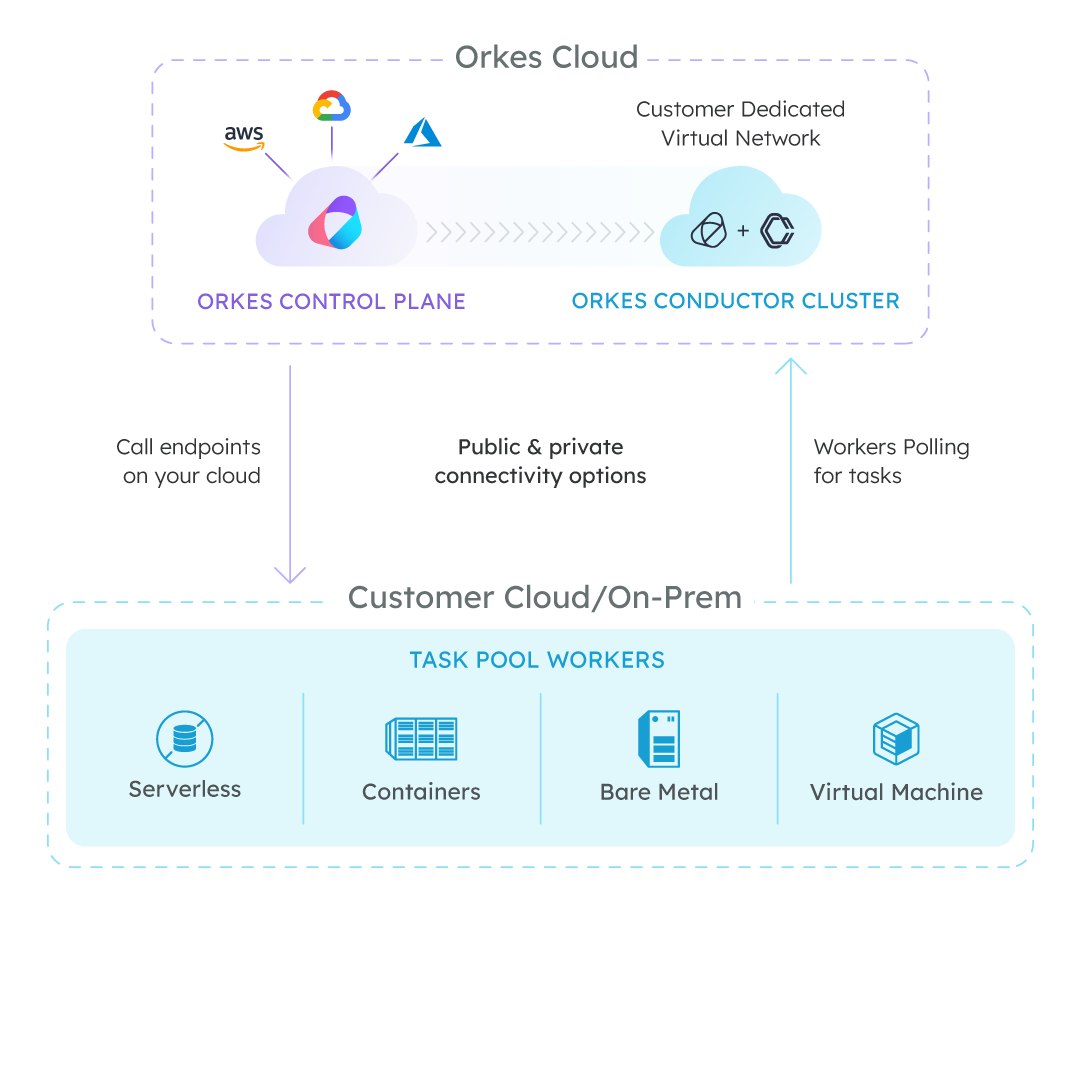 Orkes Cloud
aws
Customer Dedicated
Virtual Network
+
ORKES CONTROL PLANE
ORKES CONDUCTOR CLUSTER
Call endpoints
on your cloud
Public & private
connectivity options
Workers Polling
for tasks
Customer Cloud/On-Prem
TASK POOL WORKERS
Serverless
Containers
Bare Metal
Virtual Machine